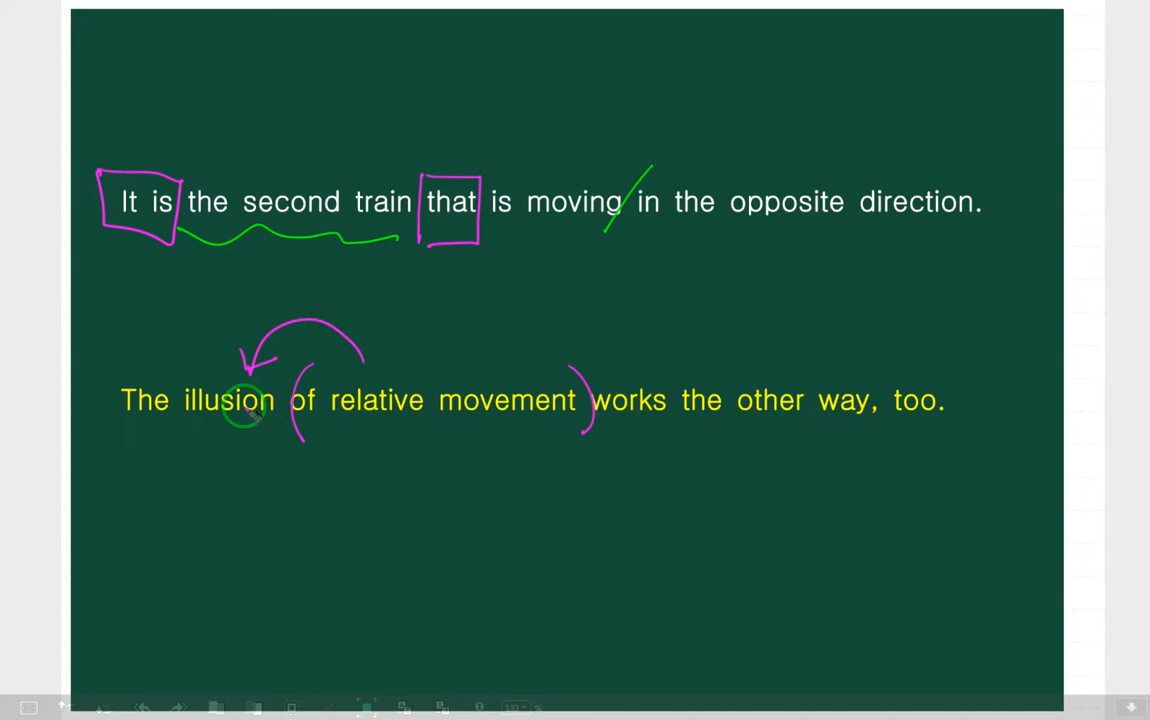 It is the second train that is moving in the opposite direction.
The illusion of relative movement works the other way, too.
133
%